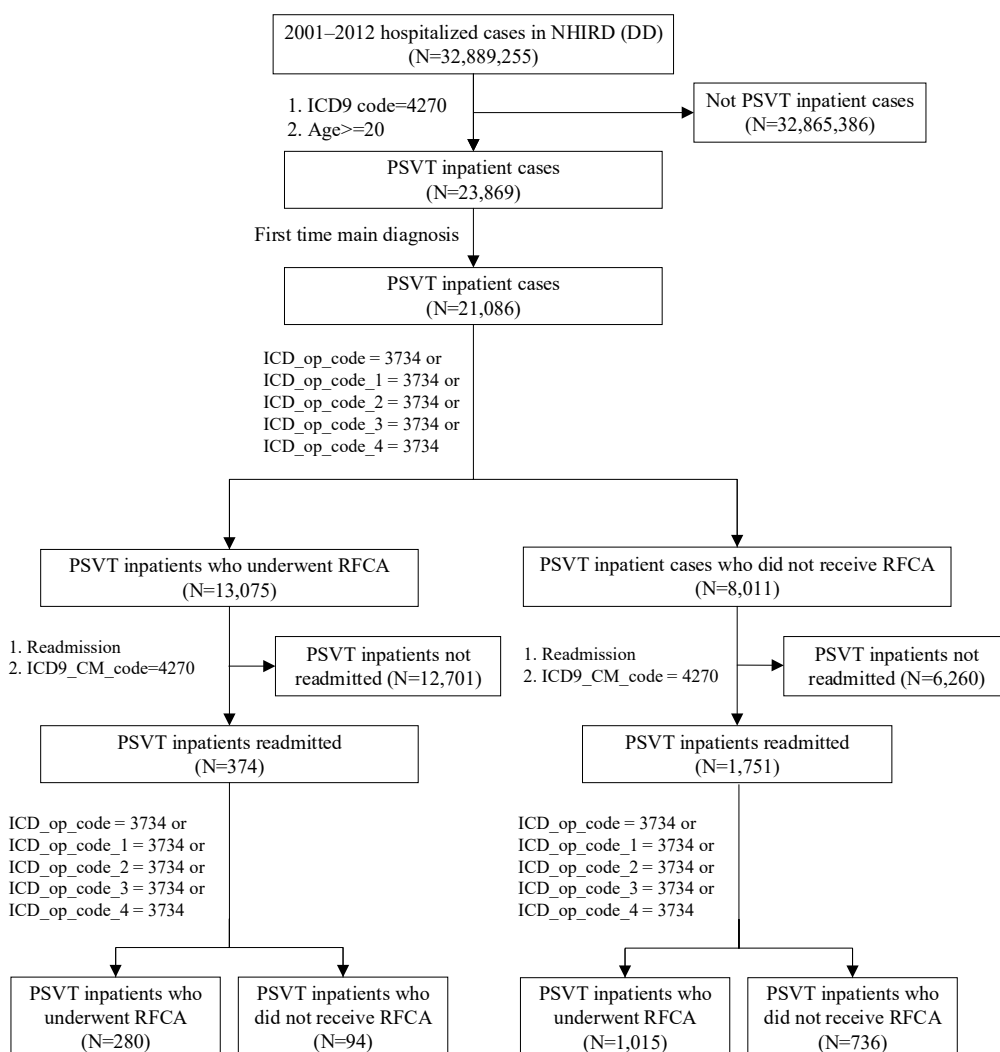 2001–2012 hospitalized cases in NHIRD (DD)
(N=32,889,255)
1. ICD9 code=4270
2. Age>=20
Not PSVT inpatient cases
(N=32,865,386)
PSVT inpatient cases
(N=23,869)
First time main diagnosis
PSVT inpatient cases
(N=21,086)
ICD_op_code = 3734 or
ICD_op_code_1 = 3734 or
ICD_op_code_2 = 3734 or
ICD_op_code_3 = 3734 or
ICD_op_code_4 = 3734
PSVT inpatients who underwent RFCA
(N=13,075)
PSVT inpatient cases who did not receive RFCA
(N=8,011)
1. Readmission
2. ICD9_CM_code=4270
PSVT inpatients not
readmitted (N=12,701)
1. Readmission
2. ICD9_CM_code = 4270
PSVT inpatients not
readmitted (N=6,260)
PSVT inpatients readmitted
(N=374)
PSVT inpatients readmitted
(N=1,751)
ICD_op_code = 3734 or
ICD_op_code_1 = 3734 or
ICD_op_code_2 = 3734 or
ICD_op_code_3 = 3734 or
ICD_op_code_4 = 3734
ICD_op_code = 3734 or
ICD_op_code_1 = 3734 or
ICD_op_code_2 = 3734 or
ICD_op_code_3 = 3734 or
ICD_op_code_4 = 3734
PSVT inpatients who
underwent RFCA
(N=280)
PSVT inpatients who
did not receive RFCA
(N=94)
PSVT inpatients who
underwent RFCA
(N=1,015)
PSVT inpatients who
did not receive RFCA
(N=736)